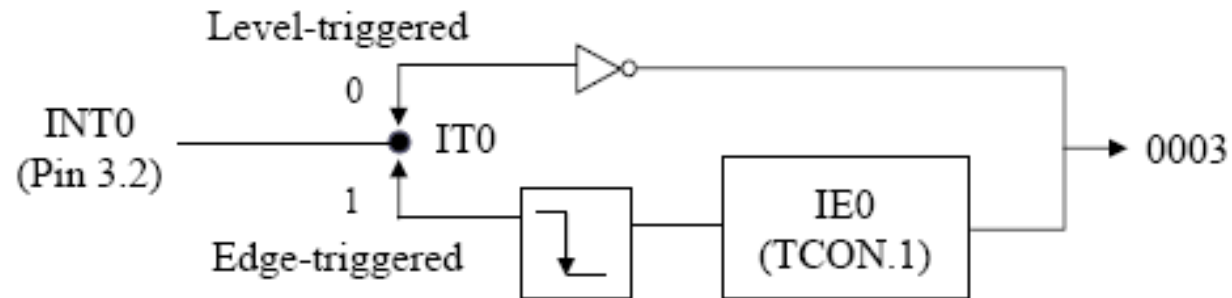 Level-triggered
0
INT0
(Pin 3.2)
IT0
0003
1
IE0
(TCON.1)
Edge-triggered